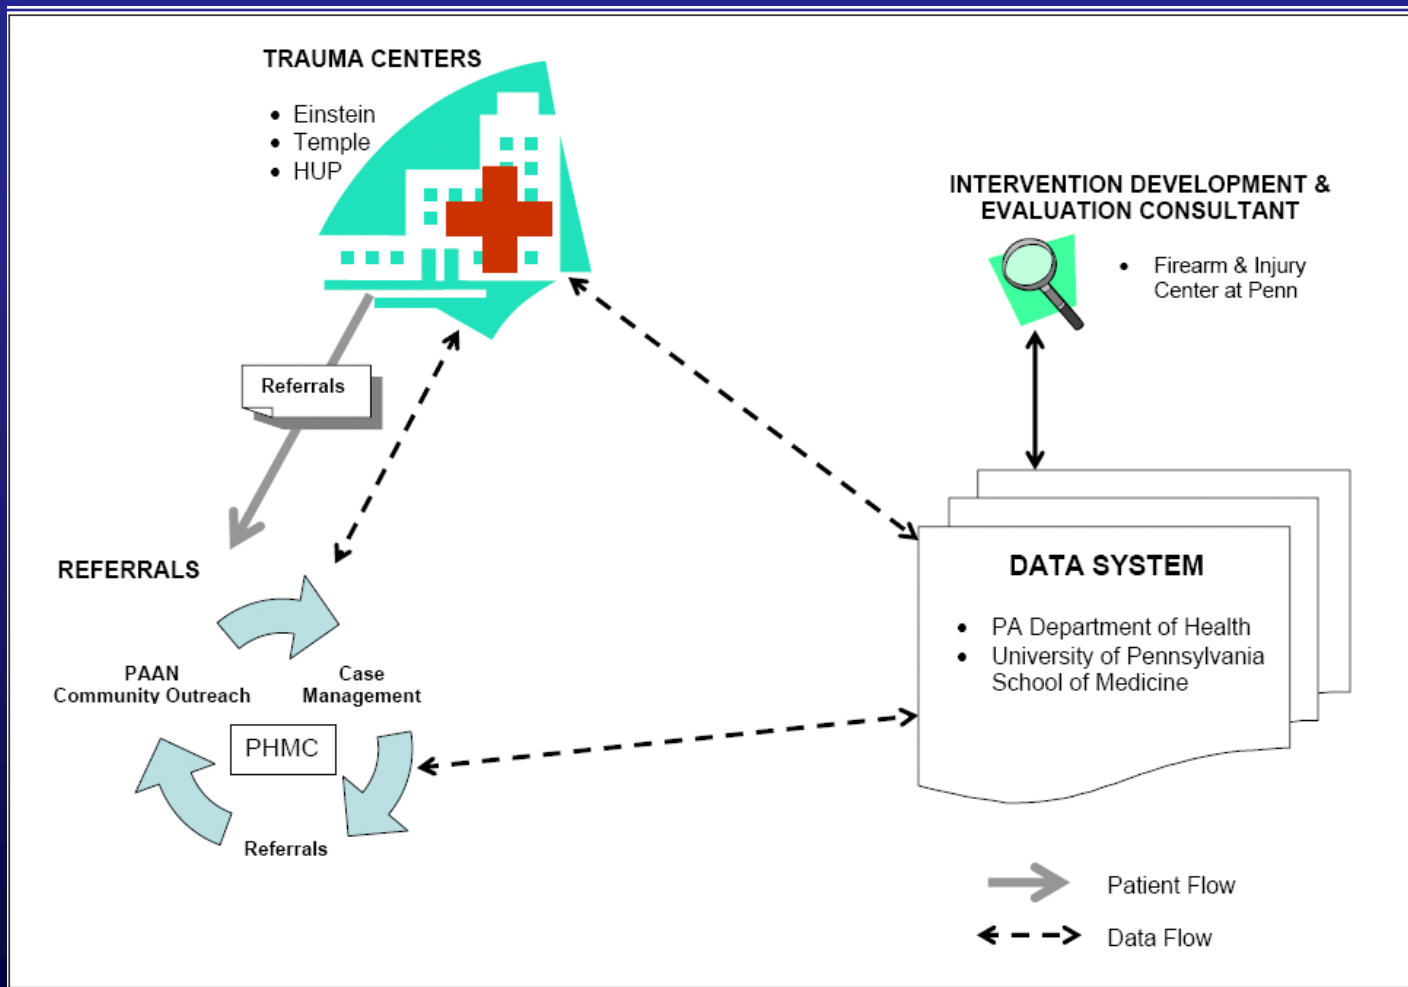 TRAUMA CENTERS
• Einstein
• Temple
• HUP
INTERVENTION DEVELOPMENT &
EVALUATION CONSULTANT
• Firearm & Injury
Center at Penn
Referrals
REFERRALS
PAAN
Community Outreach
Case
Management
PHMC
Referrals
DATA SYSTEM
• PA Department of Health
• University of Pennsylvania
School of Medicine
Patient Flow
Data Flow